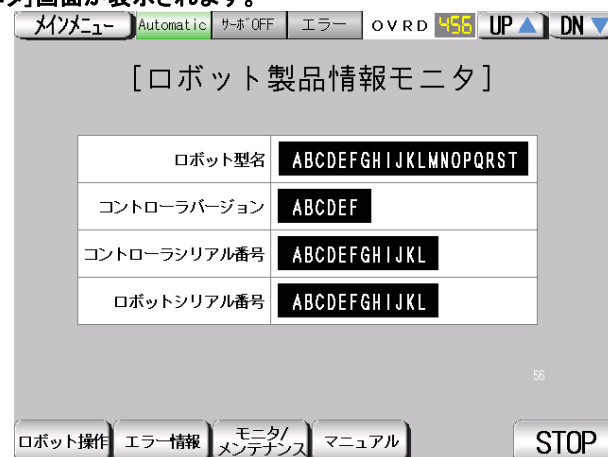 タ]画面が表示されます。
メインメニュー Automatic サーボOFF エラー OVRD 456 UP▲ DN▼
[ロボット製品情報モニタ]
ロボット型名 ABCDEFGHIJKLMNOPQRST
コントローラバージョン ABCDEF
コントローラシリアル番号 ABCDEFGHIJKL
ロボットシリアル番号 ABCDEFGHIJKL
56
ロボット操作 エラー情報 モニタ/
メンテナンス マニュアル STOP